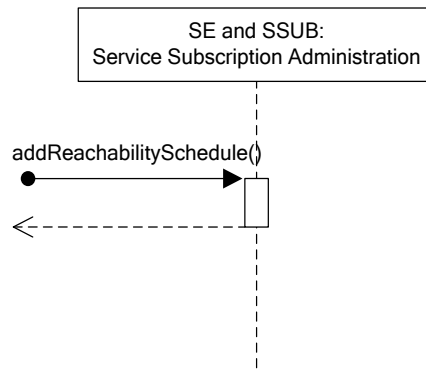 SE and SSUB:
Service Subscription Administration
addReachabilitySchedule()